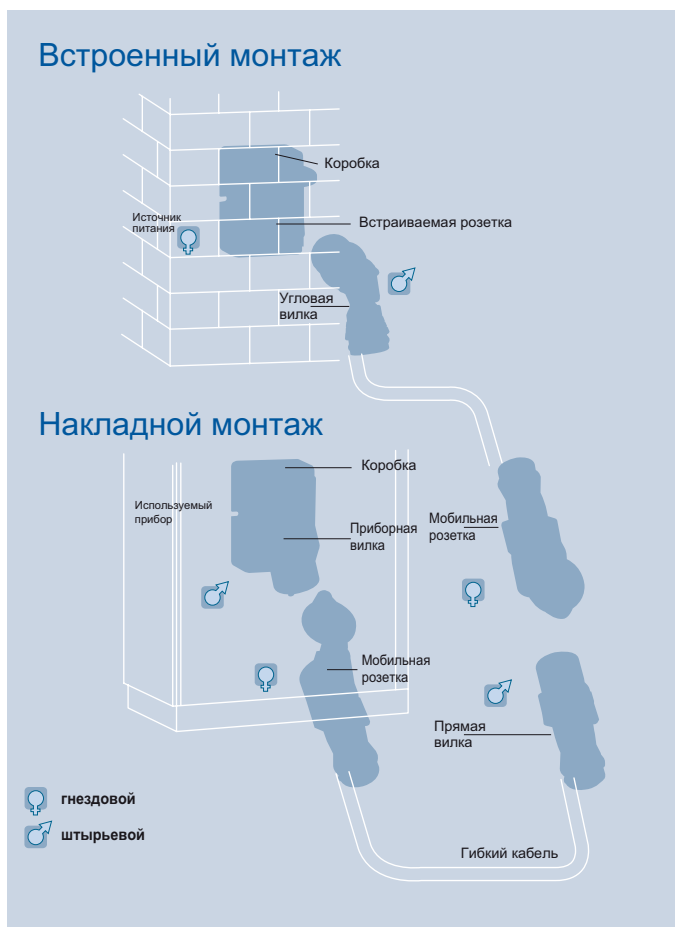 Встроенный монтаж
Коробка
Источник
питания
Встраиваемая розетка
Угловая
вилка
Накладной монтаж
Коробка
Используемый
прибор
Приборная
вилка
Мобильная
розетка
Мобильная
розетка
Прямая
вилка
гнездовой
штырьевой
Гибкий кабель